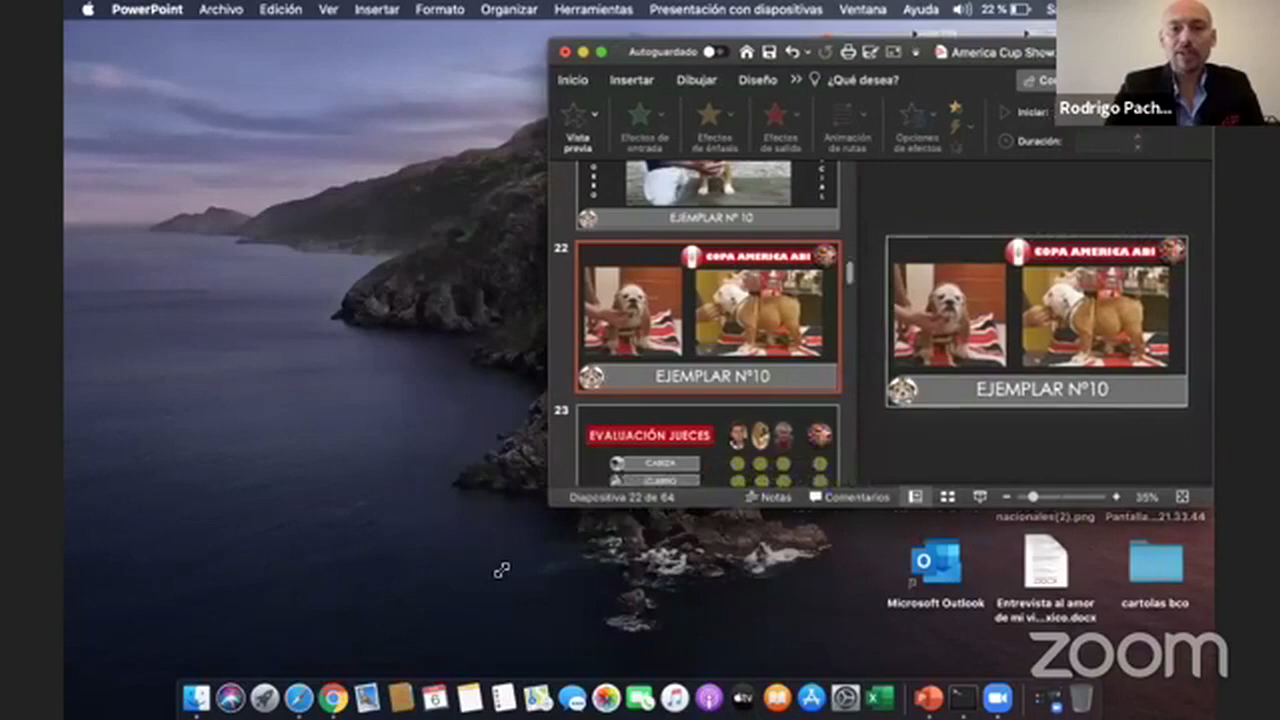 PowerPoint Archivo Edición Ver Insertar Formato Organizar Herramientas Presentación con diapositivas Ventana Ayuda 22 %
Autoguardado America Cup Show
Inicio Insertar Dibujar Diseño ¿Qué desea?
Rodrigo Pach...
Vista previa
Efectos de entrada
Efectos de énfasis
Efectos de salida
Animación de rutas
Opciones de efectos
Iniciar:
Duración:
EJEMPLAR Nº 10
22
COPA AMERICA ABI
EJEMPLAR Nº10
COPA AMERICA ABI
EJEMPLAR Nº10
23
EVALUACIÓN JUECES
CABEZA
CUERPO
Diapositiva 22 de 64 Notas Comentarios 35%
nacionales(2).png Pantalla...21.33.44
DOCX
Microsoft Outlook
Entrevista al amor
de mi vi...xico.docx
cartolas bco
6
tv
zoom